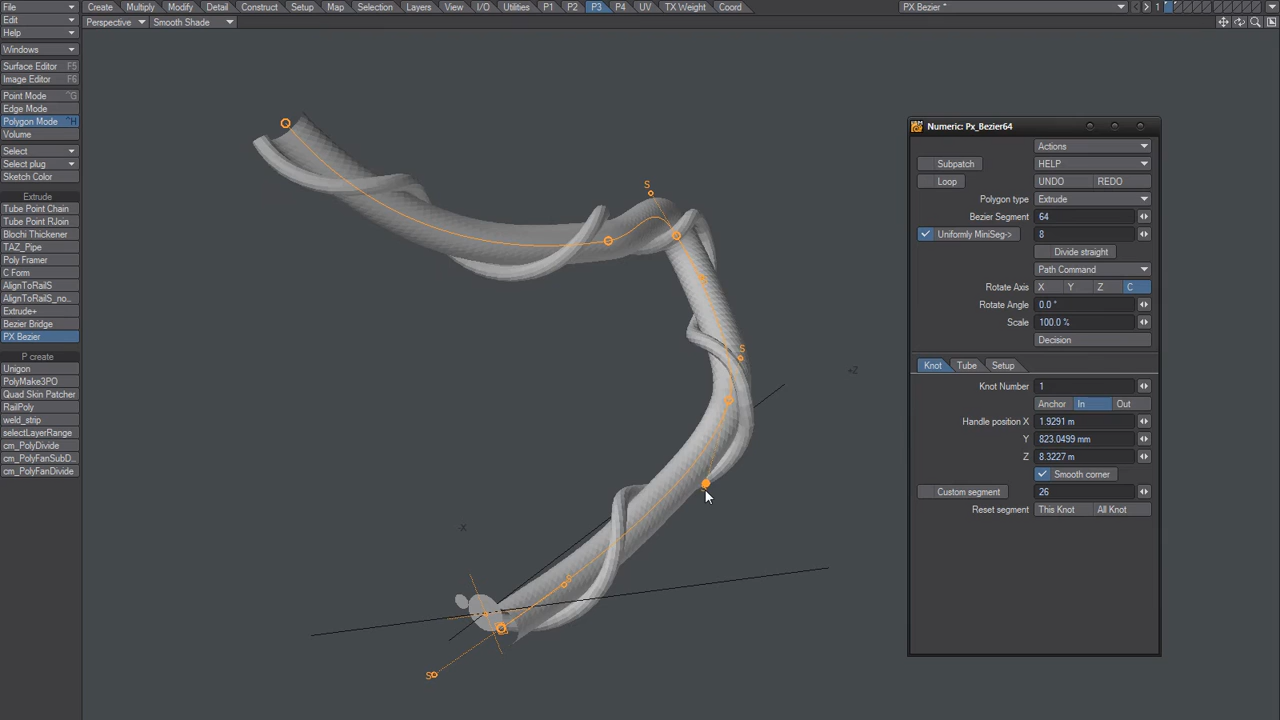 File
Create
Multiply
Modify
Detail
Construct
Setup
Map
Selection
Layers
View
I/O
Utilities
P1
P2
P3
P4
UV
TX Weight
Coord
PX Bezier *
1
Edit
Perspective
Smooth Shade
Help
Windows
Surface Editor F5
Image Editor F6
Point Mode ^G
Edge Mode
Polygon Mode ^H
Volume
Select
Select plug
Sketch Color
Extrude
Tube Point Chain
Tube Point RJoin
Blochi Thickener
TAZ_Pipe
Poly Framer
C Form
AlignToRailS
AlignToRailS_no...
Extrude+
Bezier Bridge
PX Bezier
P create
Unigon
PolyMake3PO
Quad Skin Patcher
RailPoly
weld_strip
selectLayerRange
cm_PolyDivide
cm_PolyFanSubD...
cm_PolyFanDivide
S
S
S
S
+Z
-X
Numeric: Px_Bezier64
Actions
Subpatch
HELP
Loop
UNDO
REDO
Polygon type
Extrude
Bezier Segment
64
Uniformly MiniSeg->
8
Divide straight
Path Command
Rotate Axis
X
Y
Z
C
Rotate Angle
0.0 °
Scale
100.0 %
Decision
Knot
Tube
Setup
Knot Number
1
Anchor
In
Out
Handle position X
1.9291 m
Y
823.0499 mm
Z
8.3227 m
Smooth corner
Custom segment
26
Reset segment
This Knot
All Knot